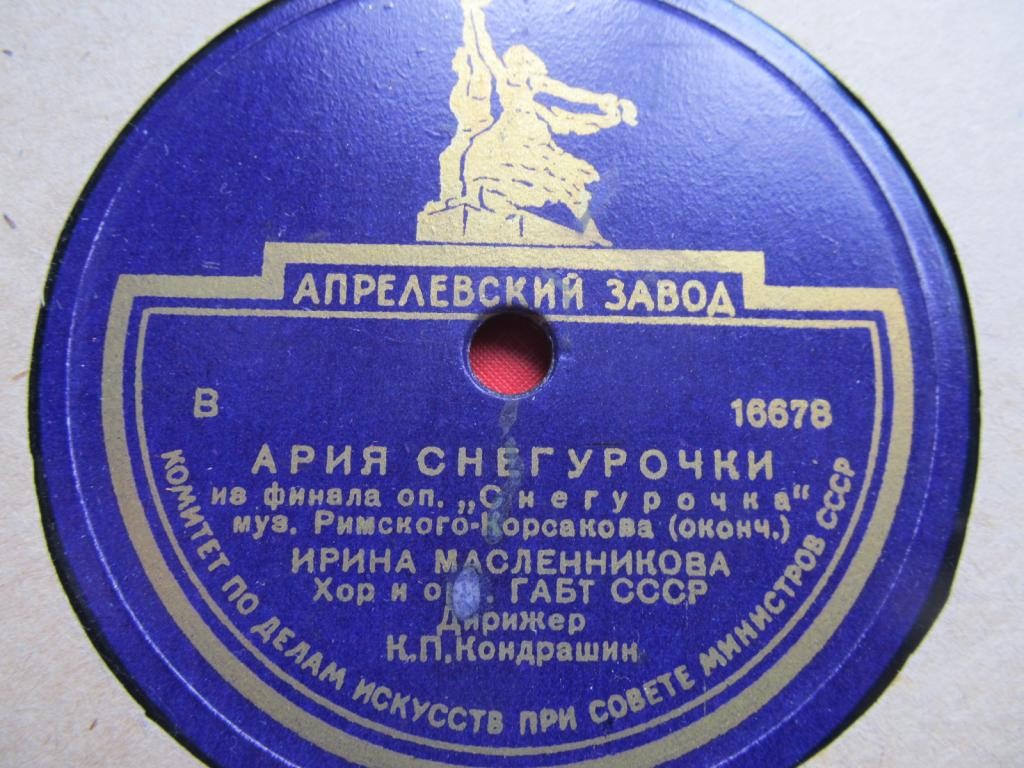 АПРЕЛЕВСКИЙ ЗАВОД
В 16678
АРИЯ СНЕГУРОЧКИ
из финала оп. „Снегурочка“
муз. Римского-Корсакова (оконч.)
ИРИНА МАСЛЕННИКОВА
Хор и ГАБТ СССР
Дирижер
К.П.Кондрашин
КОМИТЕТ ПО ДЕЛАМ ИСКУССТВ ПРИ СОВЕТЕ МИНИСТРОВ СССР